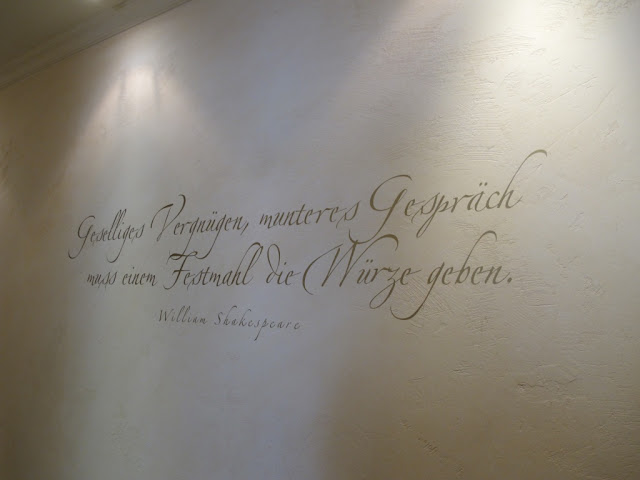 Geselliges Vergnügen, munteres Gespräch
muss einem Festmahl die Würze geben.
William Shakespeare